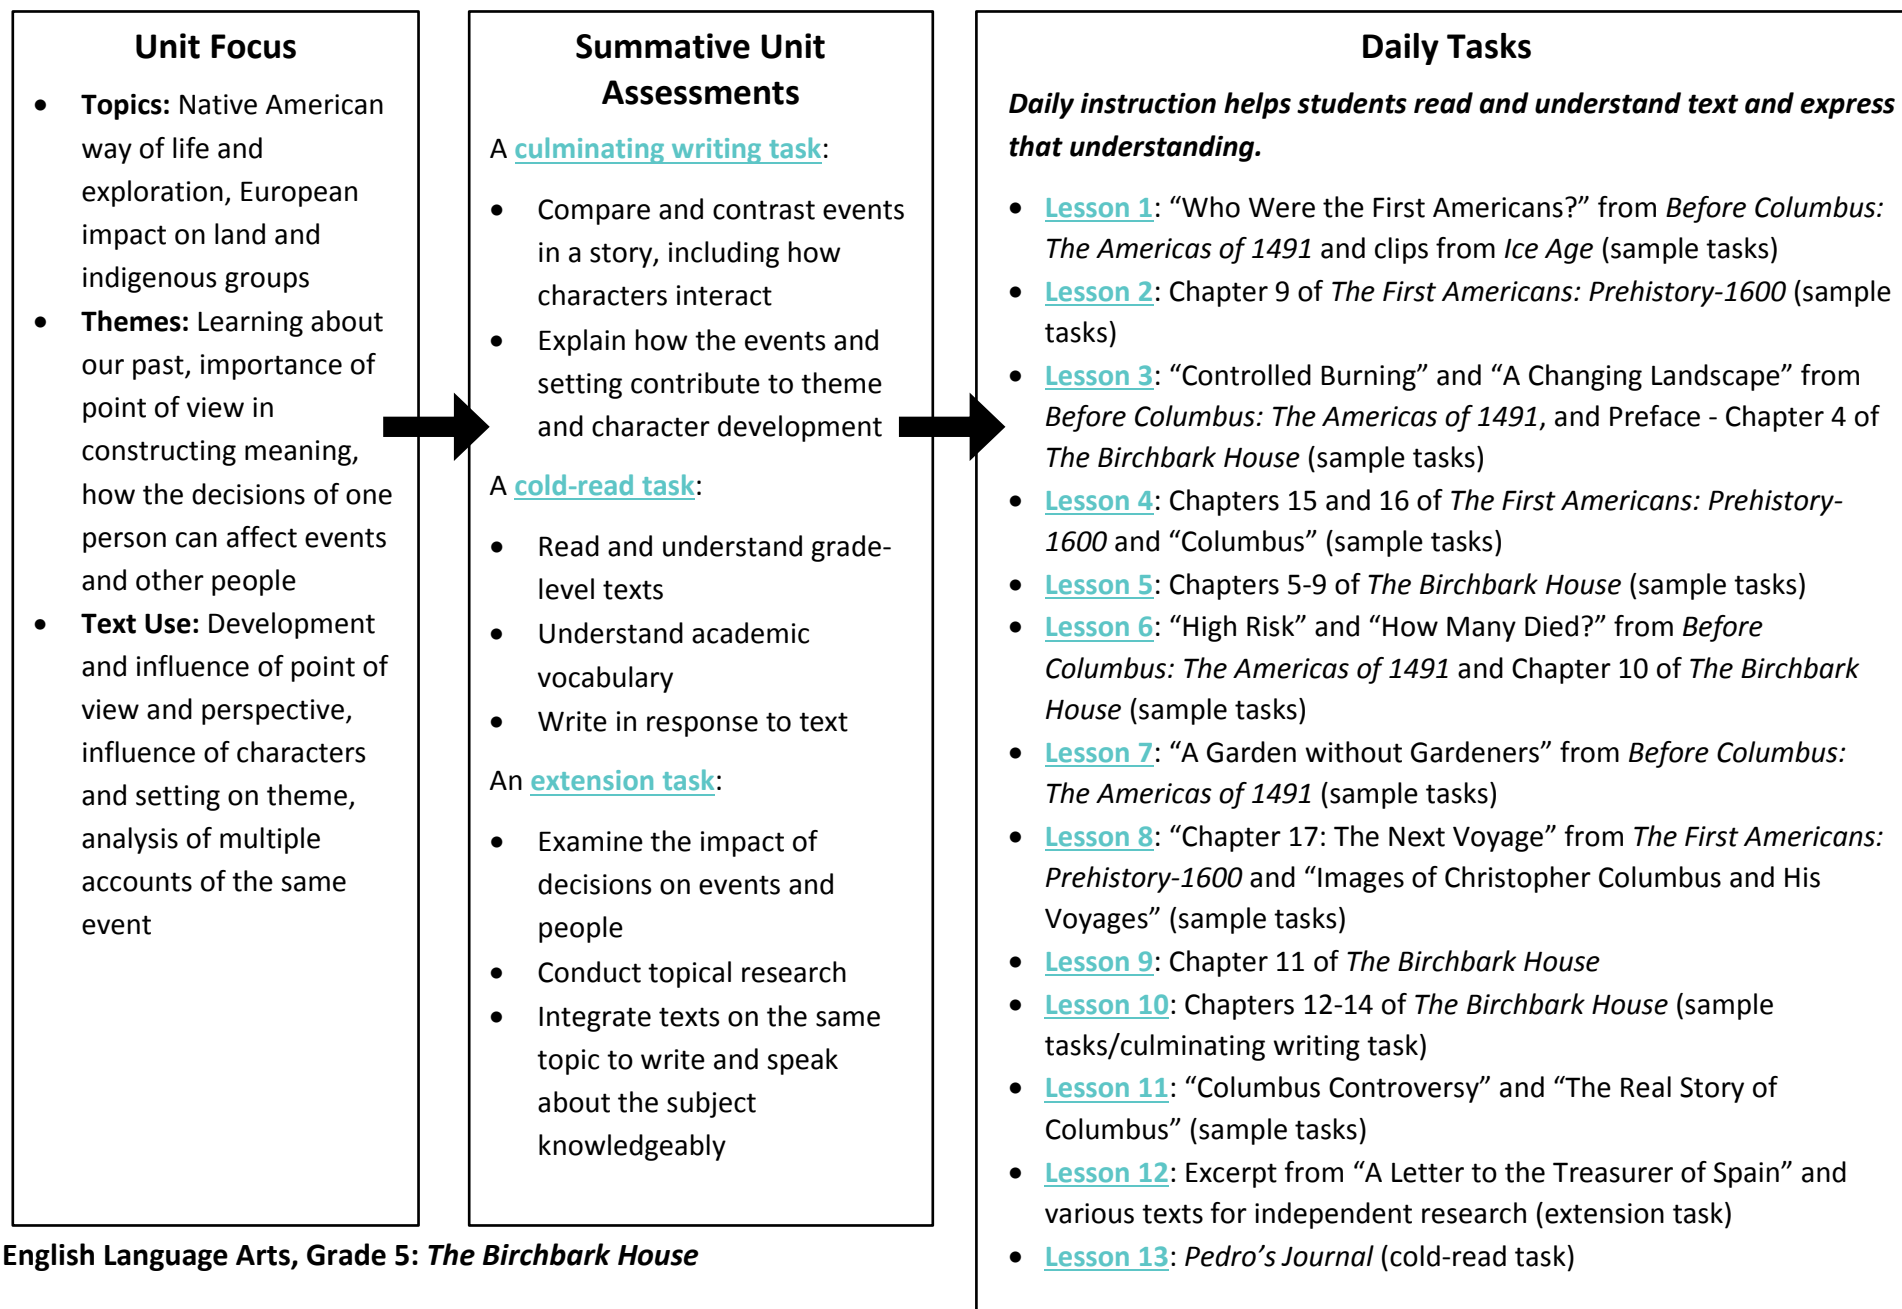 Unit Focus
• Topics: Native American
way of life and
exploration, European
impact on land and
indigenous groups
• Themes: Learning about
our past, importance of
point of view in
constructing meaning,
how the decisions of one
person can affect events
and other people
• Text Use: Development
and influence of point of
view and perspective,
influence of characters
and setting on theme,
analysis of multiple
accounts of the same
event
Summative Unit
Assessments
A culminating writing task:
• Compare and contrast events
in a story, including how
characters interact
• Explain how the events and
setting contribute to theme
and character development
A cold-read task:
• Read and understand grade-
level texts
• Understand academic
vocabulary
• Write in response to text
An extension task:
• Examine the impact of
decisions on events and
people
• Conduct topical research
• Integrate texts on the same
topic to write and speak
about the subject
knowledgeably
Daily Tasks
Daily instruction helps students read and understand text and express
that understanding.
• Lesson 1: “Who Were the First Americans?” from Before Columbus:
The Americas of 1491 and clips from Ice Age (sample tasks)
• Lesson 2: Chapter 9 of The First Americans: Prehistory-1600 (sample
tasks)
• Lesson 3: “Controlled Burning” and “A Changing Landscape” from
Before Columbus: The Americas of 1491, and Preface - Chapter 4 of
The Birchbark House (sample tasks)
• Lesson 4: Chapters 15 and 16 of The First Americans: Prehistory-
1600 and “Columbus” (sample tasks)
• Lesson 5: Chapters 5-9 of The Birchbark House (sample tasks)
• Lesson 6: “High Risk” and “How Many Died?” from Before
Columbus: The Americas of 1491 and Chapter 10 of The Birchbark
House (sample tasks)
• Lesson 7: “A Garden without Gardeners” from Before Columbus:
The Americas of 1491 (sample tasks)
• Lesson 8: “Chapter 17: The Next Voyage” from The First Americans:
Prehistory-1600 and “Images of Christopher Columbus and His
Voyages” (sample tasks)
• Lesson 9: Chapter 11 of The Birchbark House
• Lesson 10: Chapters 12-14 of The Birchbark House (sample
tasks/culminating writing task)
• Lesson 11: “Columbus Controversy” and “The Real Story of
Columbus” (sample tasks)
• Lesson 12: Excerpt from “A Letter to the Treasurer of Spain” and
various texts for independent research (extension task)
• Lesson 13: Pedro’s Journal (cold-read task)
English Language Arts, Grade 5: The Birchbark House